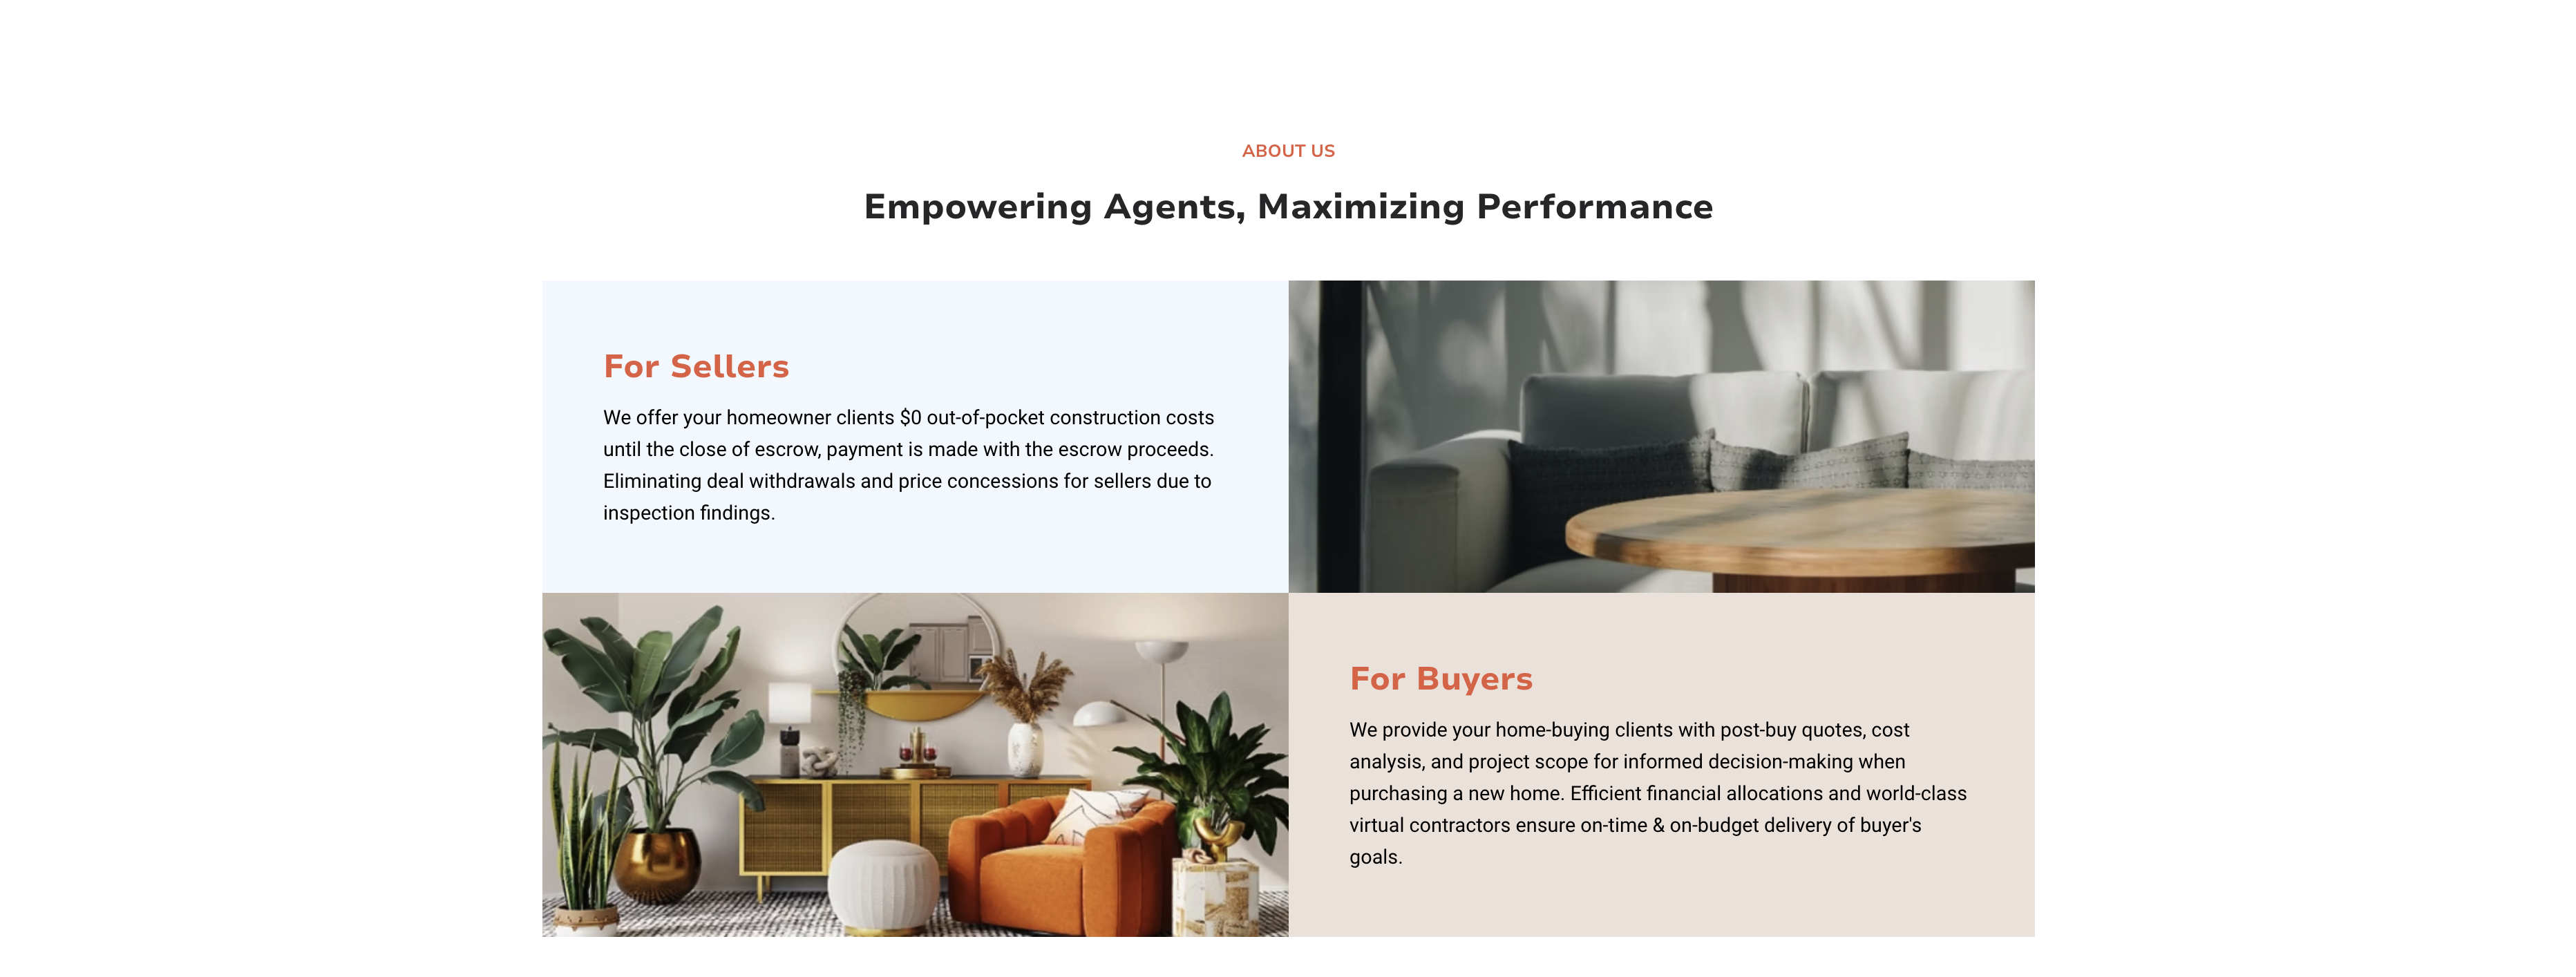 ABOUT US
Empowering Agents, Maximizing Performance
For Sellers
We offer your homeowner clients $0 out-of-pocket construction costs
until the close of escrow, payment is made with the escrow proceeds.
Eliminating deal withdrawals and price concessions for sellers due to
inspection findings.
For Buyers
We provide your home-buying clients with post-buy quotes, cost
analysis, and project scope for informed decision-making when
purchasing a new home. Efficient financial allocations and world-class
virtual contractors ensure on-time & on-budget delivery of buyer's
goals.